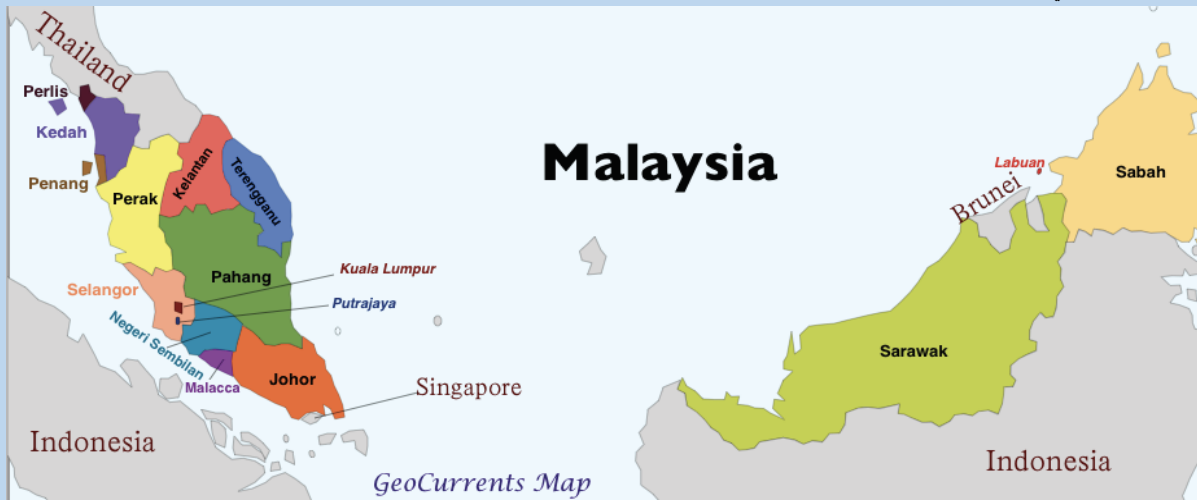 Thailand
Perlis
Kedah
Penang
Perak
Kelantan
Terengganu
Malaysia
Labuan
Sabah
Brunei
Pahang
Kuala Lumpur
Selangor
Putrajaya
Negeri Sembilan
Malacca
Johor
Singapore
Sarawak
Indonesia
Indonesia
GeoCurrents Map